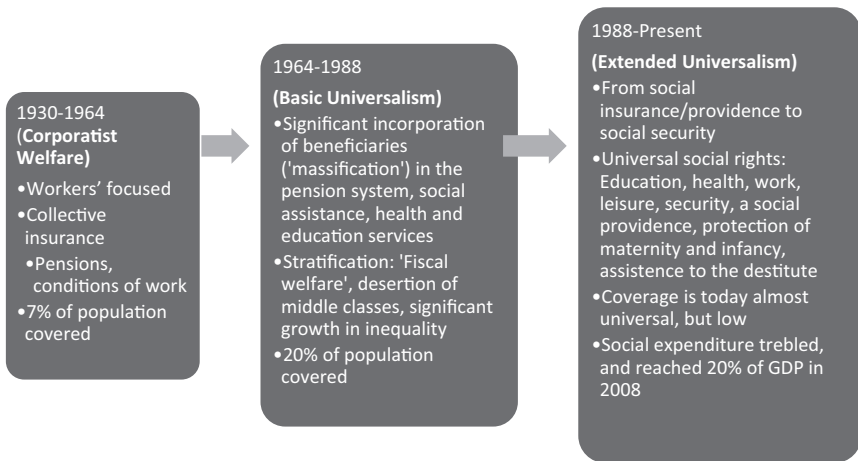 1930-1964
(Corporatist
Welfare)
•Workers’ focused
•Collective
insurance
•Pensions,
conditions of work
•7% of population
covered
1964-1988
(Basic Universalism)
•Significant incorporation
of beneficiaries
('massification') in the
pension system, social
assistance, health and
education services
•Stratification: 'Fiscal
welfare', desertion of
middle classes, significant
growth in inequality
•20% of population
covered
1988-Present
(Extended Universalism)
•From social
insurance/providence to
social security
•Universal social rights:
Education, health, work,
leisure, security, a social
providence, protection of
maternity and infancy,
assistence to the destitute
•Coverage is today almost
universal, but low
•Social expenditure trebled,
and reached 20% of GDP in
2008